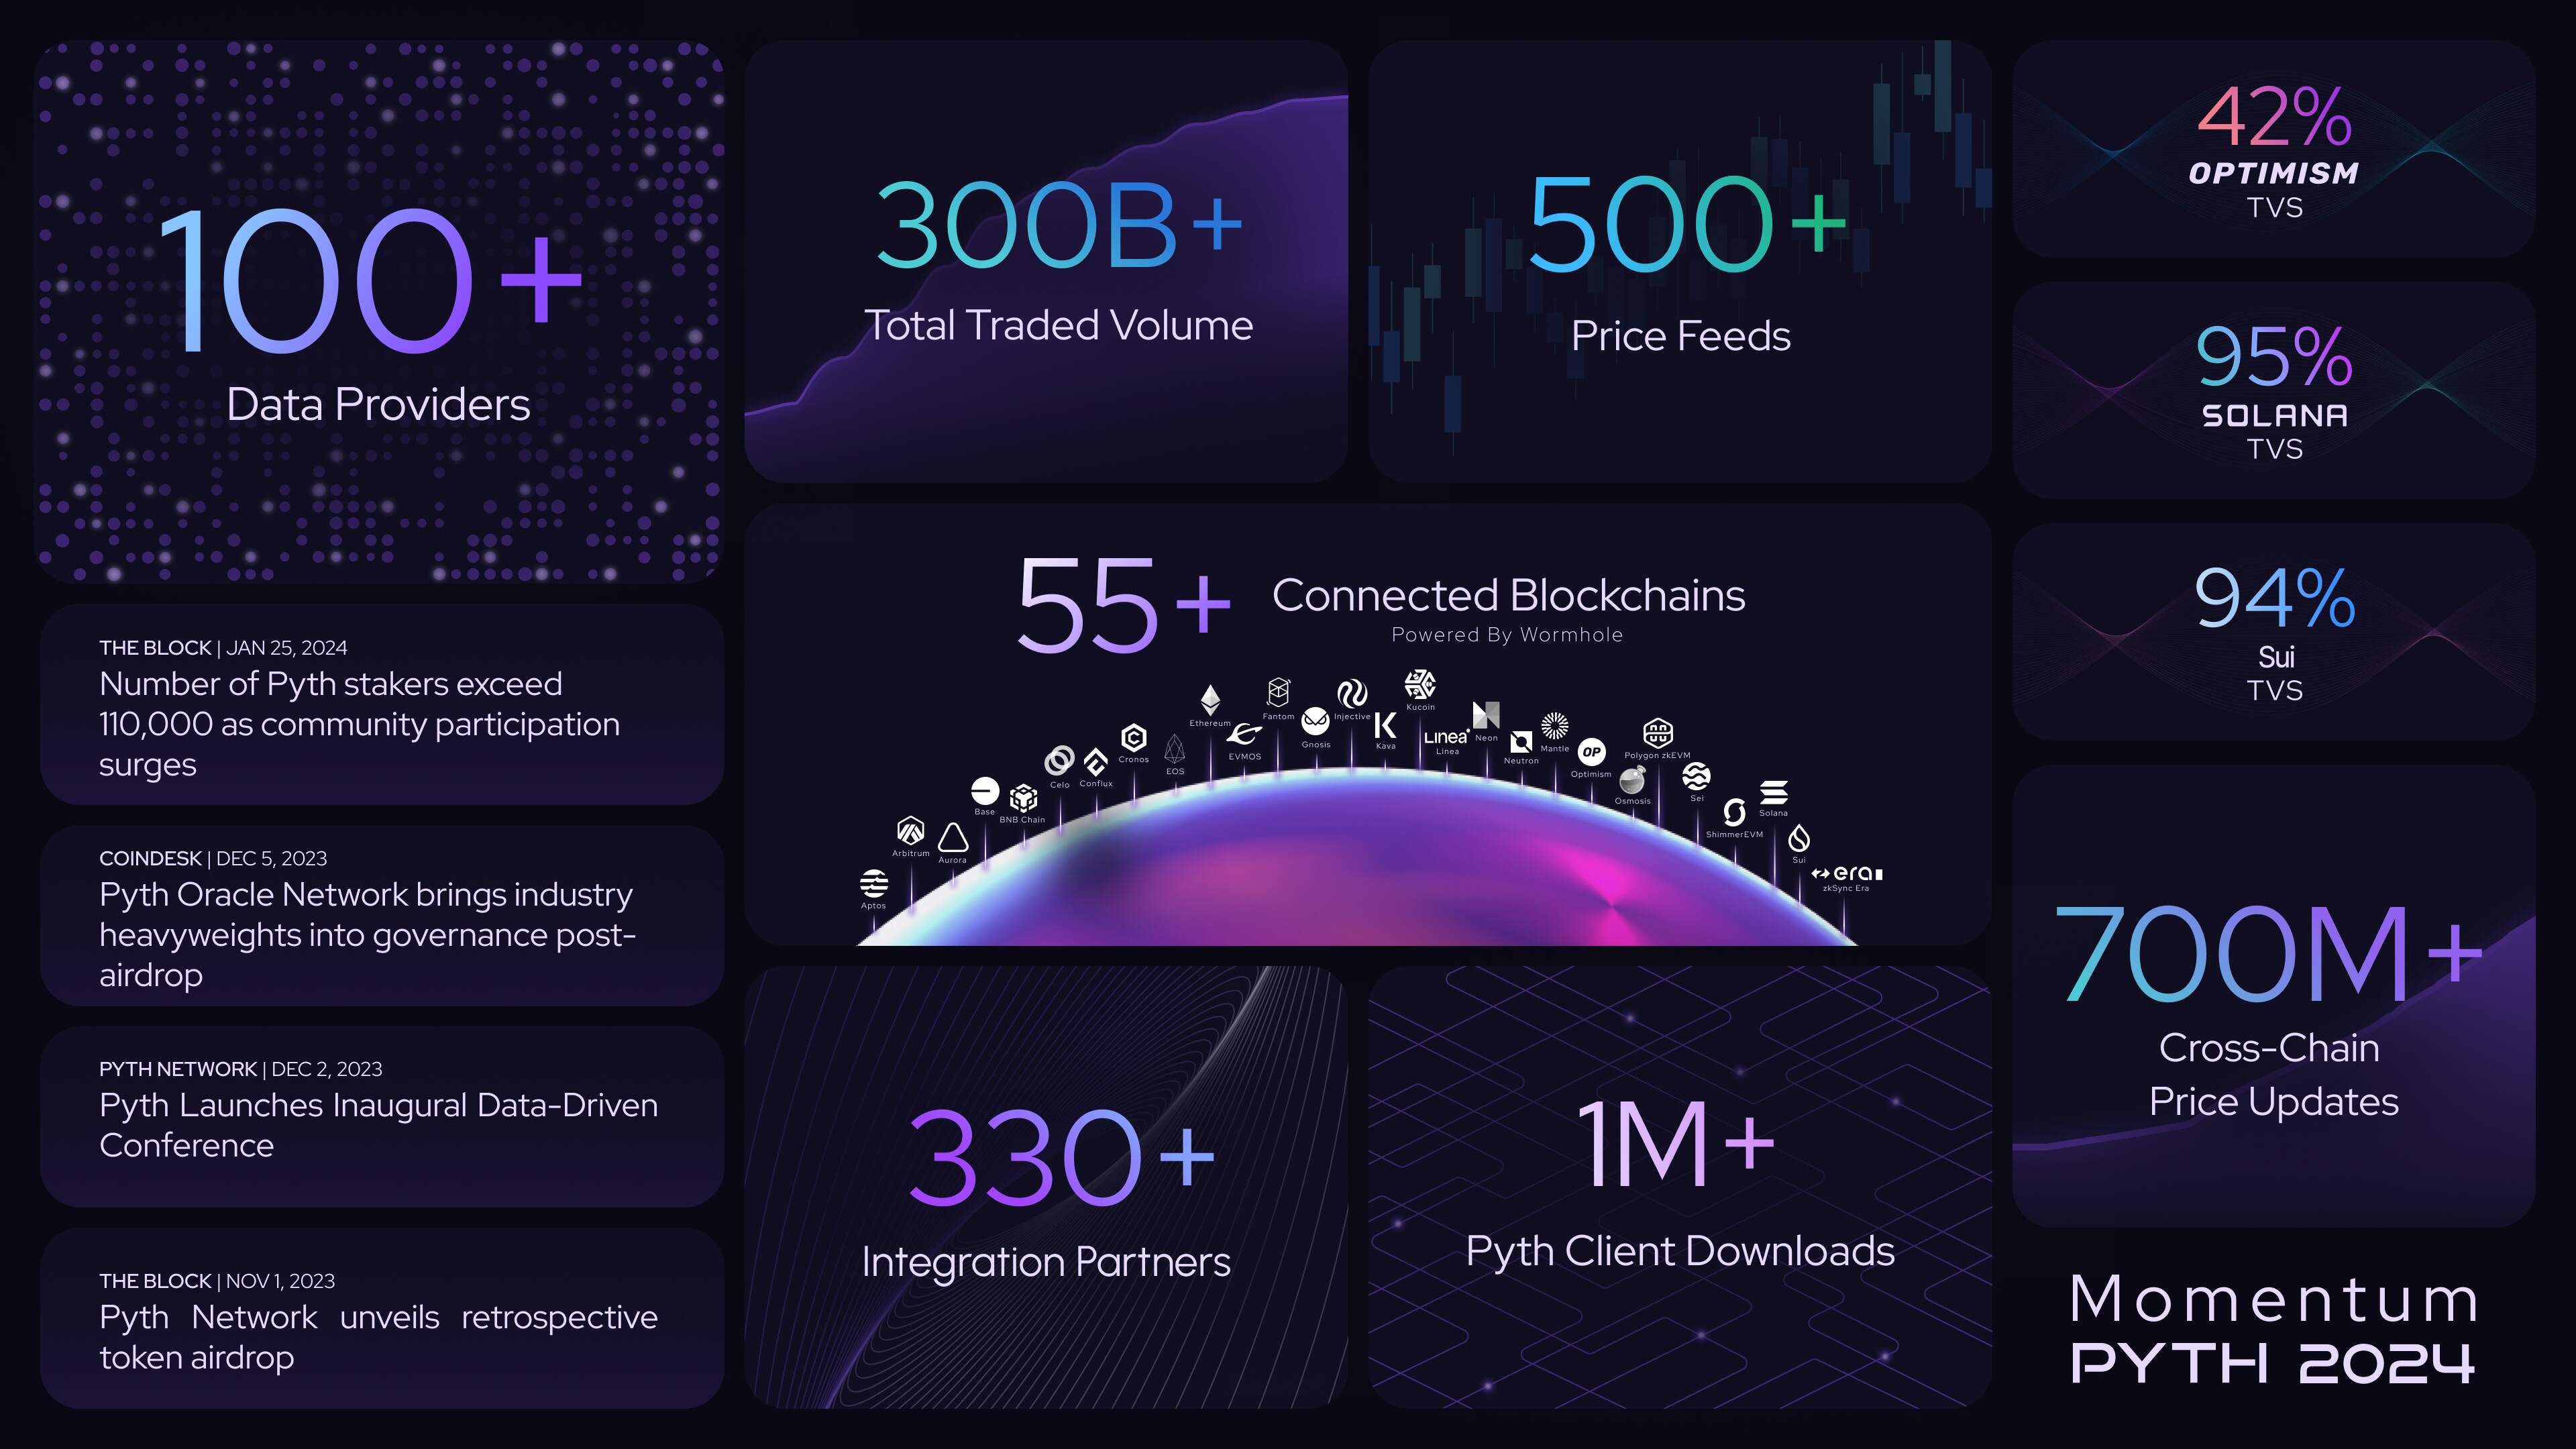 100+
Data Providers
THE BLOCK | JAN 25, 2024
Number of Pyth stakers exceed
110,000 as community participation
surges
COINDESK | DEC 5, 2023
Pyth Oracle Network brings industry
heavyweights into governance post-
airdrop
PYTH NETWORK | DEC 2, 2023
Pyth Launches Inaugural Data-Driven
Conference
THE BLOCK | NOV 1, 2023
Pyth Network unveils retrospective
token airdrop
300B+
Total Traded Volume
500+
Price Feeds
55+
Connected Blockchains
Powered By Wormhole
Aptos
Arbitrum
Aurora
Base
BNB Chain
Celo
Conflux
Cronos
EOS
Ethereum
EVMOS
Fantom
Gnosis
Injective
Kava
Kucoin
Linea
Linea
Neon
Neutron
Mantle
OP
Optimism
Osmosis
Polygon zkEVM
Sei
ShimmerEVM
Solana
Sui
era
zkSync Era
330+
Integration Partners
1M+
Pyth Client Downloads
42%
OPTIMISM
TVS
95%
SOLANA
TVS
94%
Sui
TVS
700M+
Cross-Chain
Price Updates
Momentum
PYTH 2024